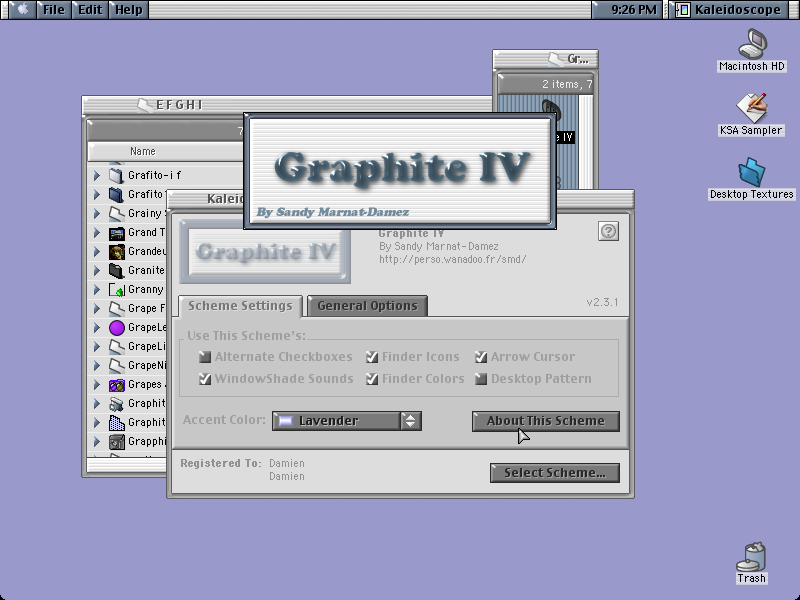 File Edit Help
9:26 PM
Kaleidoscope
Macintosh HD
KSA Sampler
Desktop Textures
Trash
Gr...
2 items, 7
IV
E F G H I
7
Name
Grafito-i f
Grafito
Grainy
Grand T
Grandeu
Granite
Granny
Grape F
GrapeLe
GrapeLi
GrapeNi
Grapes
Graphit
Graphit
Grapphi
Graphite IV
By Sandy Marnat-Damez
Kaleid
Graphite IV
Graphite IV
By Sandy Marnat-Damez
http://perso.wanadoo.fr/smd/
?
v2.3.1
Scheme Settings
General Options
Use This Scheme's:
Alternate Checkboxes
Finder Icons
Arrow Cursor
WindowShade Sounds
Finder Colors
Desktop Pattern
Accent Color:
Lavender
About This Scheme
Registered To: Damien
Damien
Select Scheme...